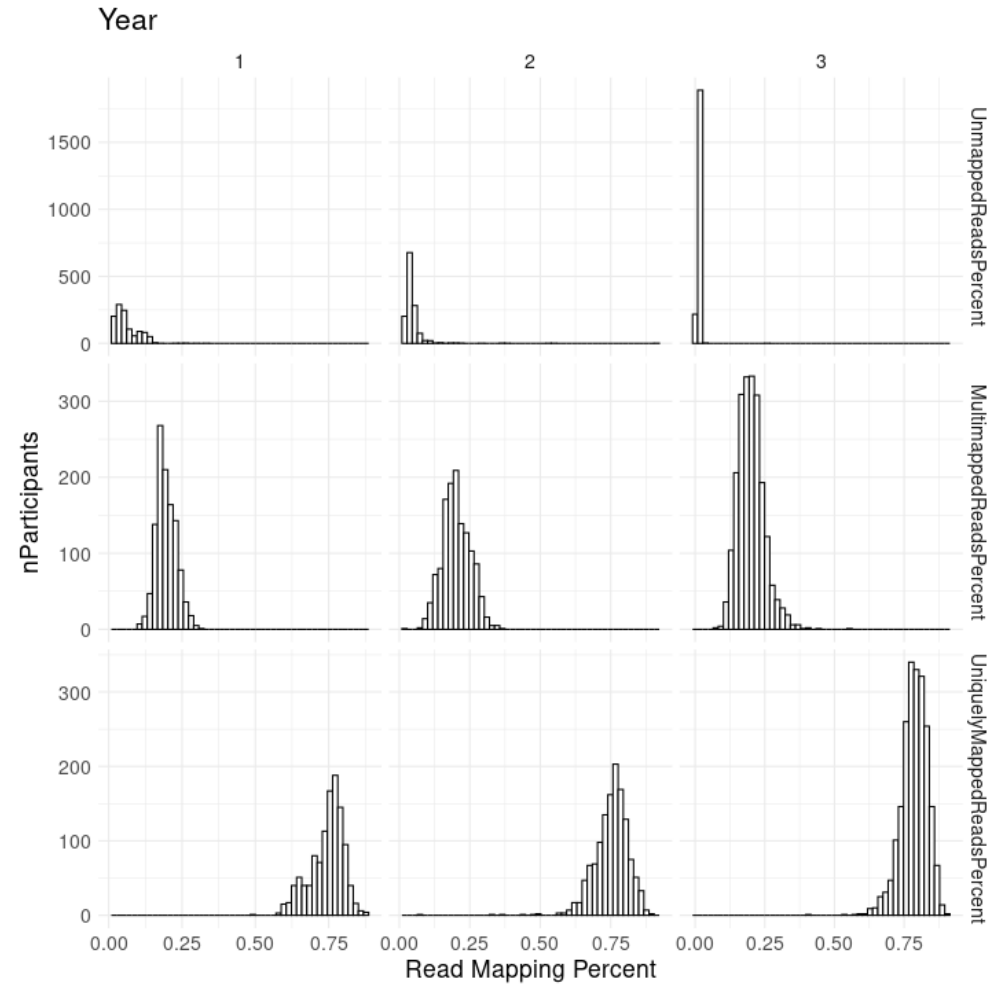 Year
1 2 3
1500
1000
500
0
UnmappedReadsPercent
300
200
100
0
MultimappedReadsPercent
300
200
100
0
UniquelyMappedReadsPercent
nParticipants
0.00 0.25 0.50 0.75 0.00 0.25 0.50 0.75 0.00 0.25 0.50 0.75
Read Mapping Percent